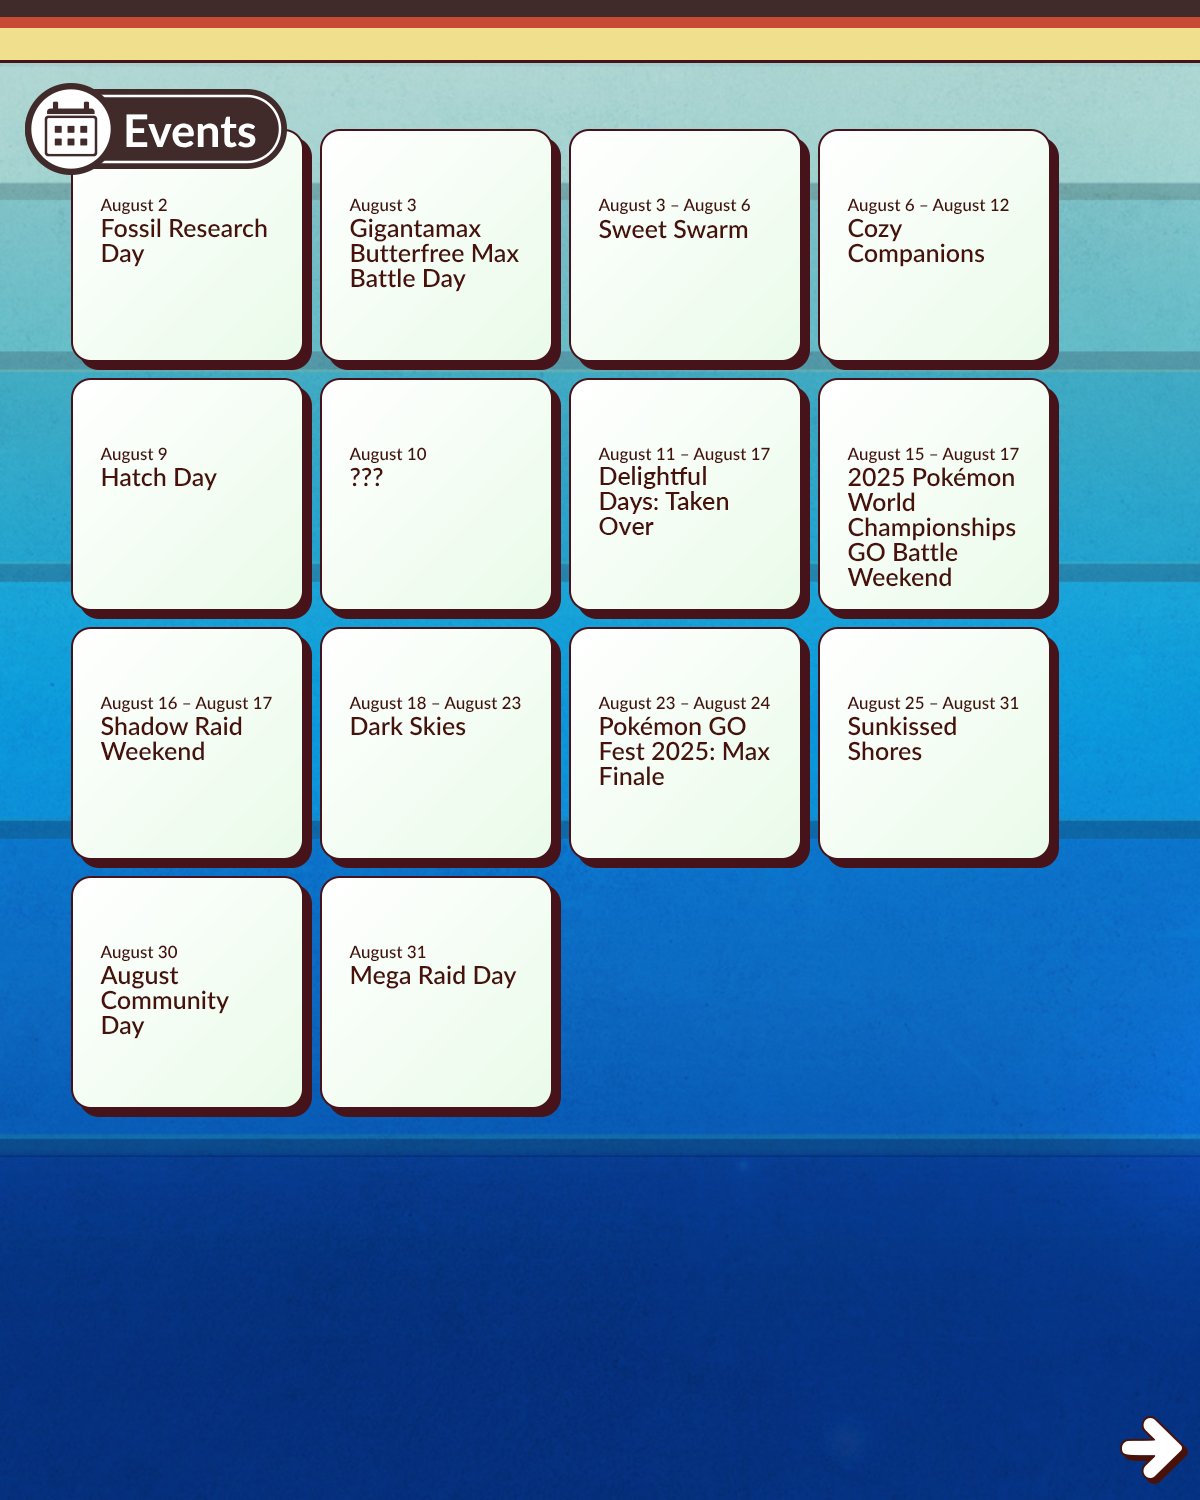 Events
August 2
Fossil Research
Day
August 3
Gigantamax
Butterfree Max
Battle Day
August 3 – August 6
Sweet Swarm
August 6 – August 12
Cozy
Companions
August 9
Hatch Day
August 10
???
August 11 – August 17
Delightful
Days: Taken
Over
August 15 – August 17
2025 Pokémon
World
Championships
GO Battle
Weekend
August 16 – August 17
Shadow Raid
Weekend
August 18 – August 23
Dark Skies
August 23 – August 24
Pokémon GO
Fest 2025: Max
Finale
August 25 – August 31
Sunkissed
Shores
August 30
August
Community
Day
August 31
Mega Raid Day